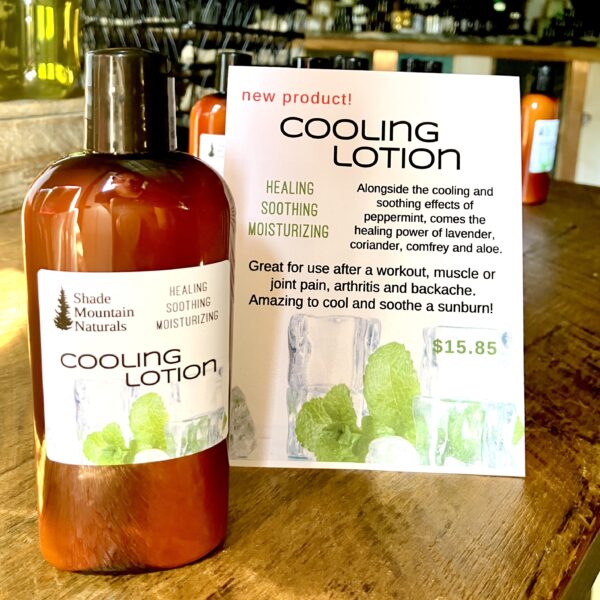 Shade
Mountain
Naturals
HEALING
SOOTHING
MOISTURIZING
COOLING
LOTION
new product!
COOLING
LOTION
HEALING
SOOTHING
MOISTURIZING
Alongside the cooling and
soothing effects of
peppermint, comes the
healing power of lavender,
coriander, comfrey and aloe.
Great for use after a workout, muscle or
joint pain, arthritis and backache.
Amazing to cool and soothe a sunburn!
$15.85